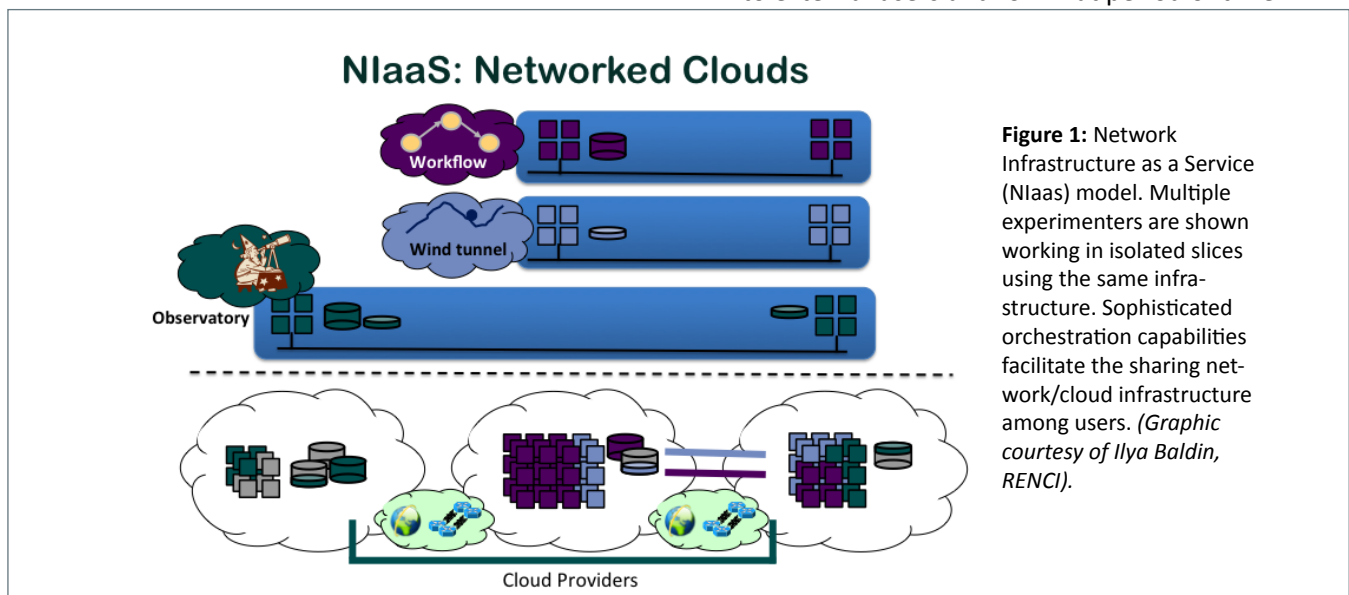 NIaaS: Networked Clouds
Workflow
Wind tunnel
Observatory
Cloud Providers
Figure 1: Network
Infrastructure as a Service
(NIaas) model. Multiple
experimenters are shown
working in isolated slices
using the same infra-
structure. Sophisticated
orchestration capabilities
facilitate the sharing net-
work/cloud infrastructure
among users. (Graphic
courtesy of Ilya Baldin,
RENCI).